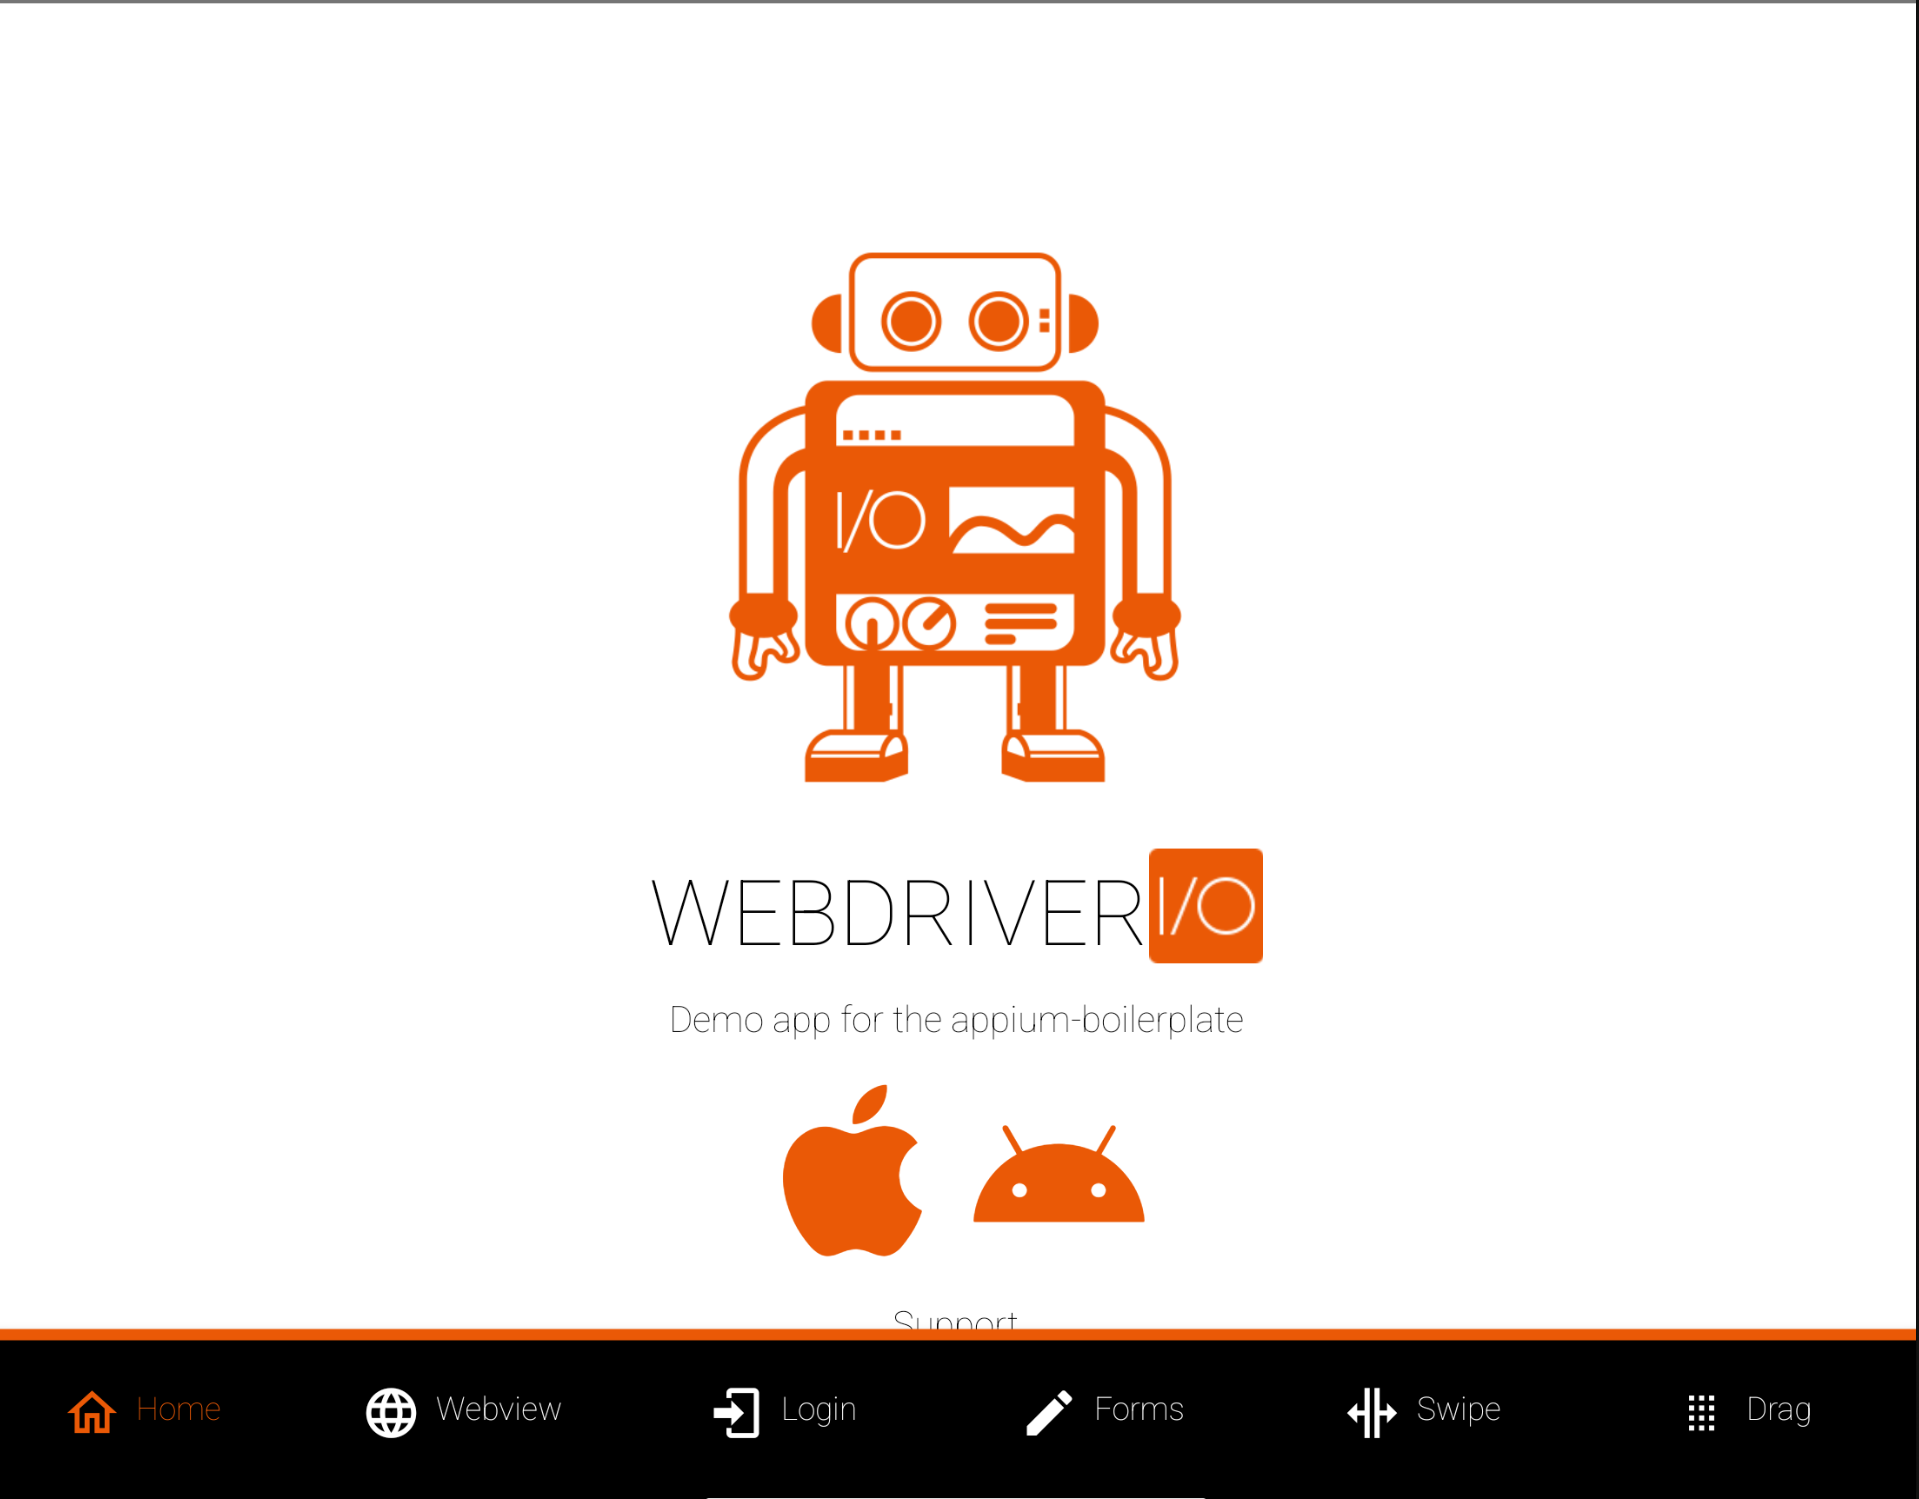 I/O
WEBDRIVER I/O
Demo app for the appium-boilerplate
Support
Home Webview Login Forms Swipe Drag